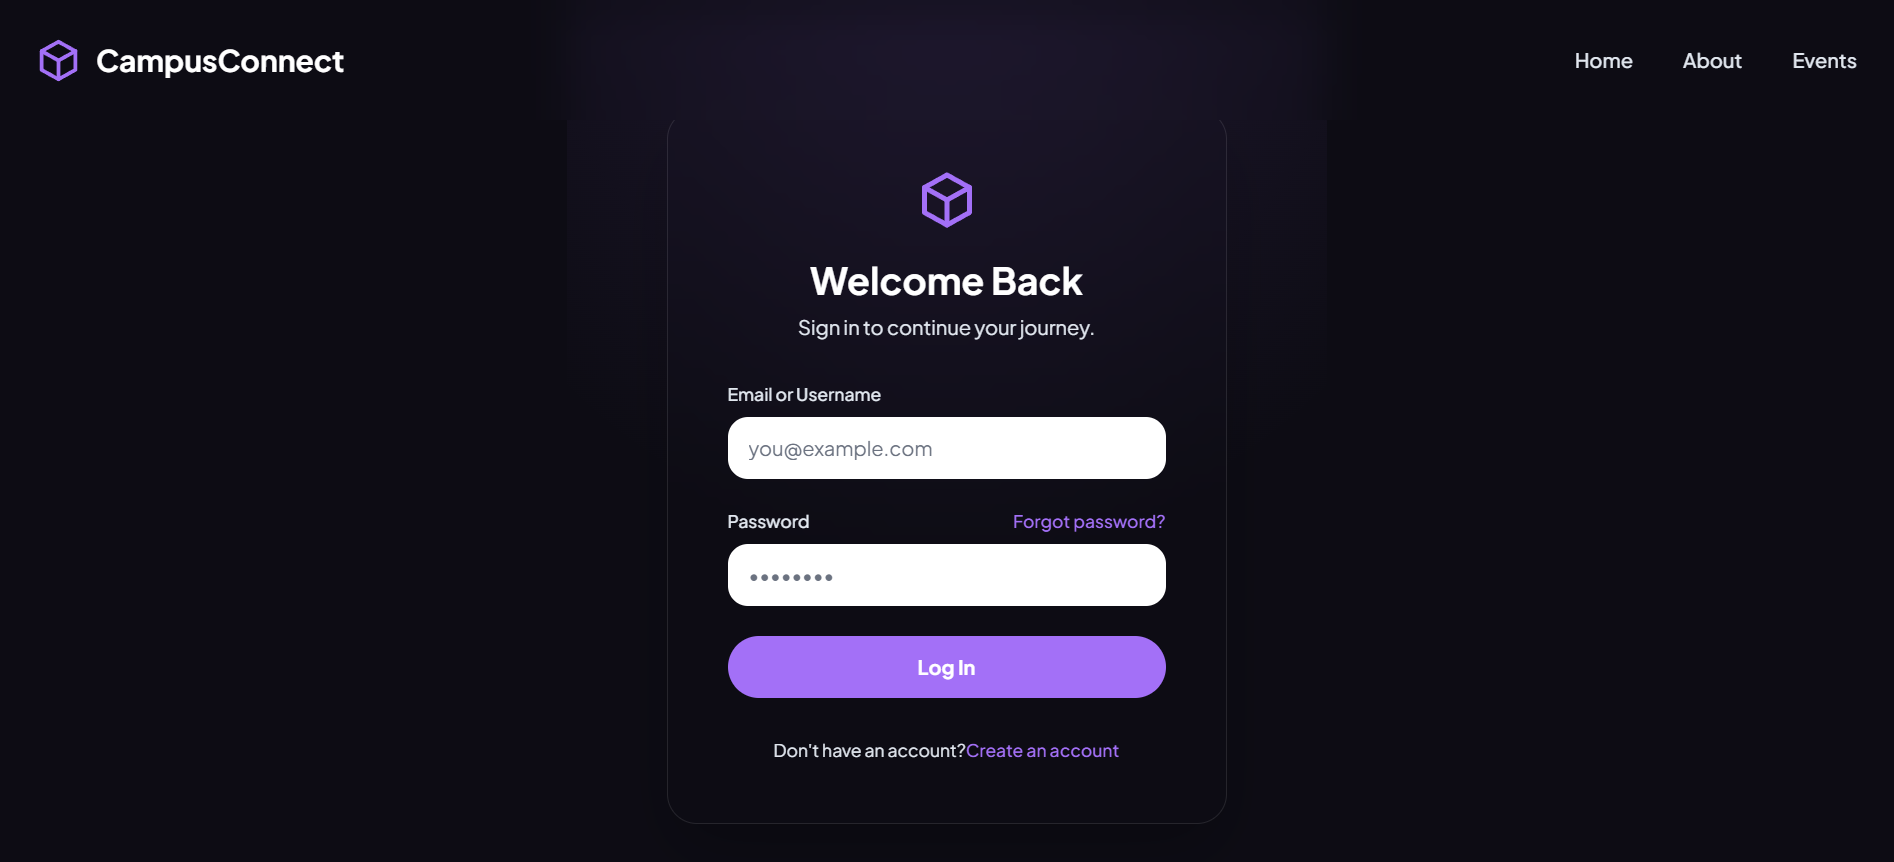 CampusConnect
Home
About
Events
Welcome Back
Sign in to continue your journey.
Email or Username
you@example.com
Password
Forgot password?
••••••••
Log In
Don't have an account?Create an account